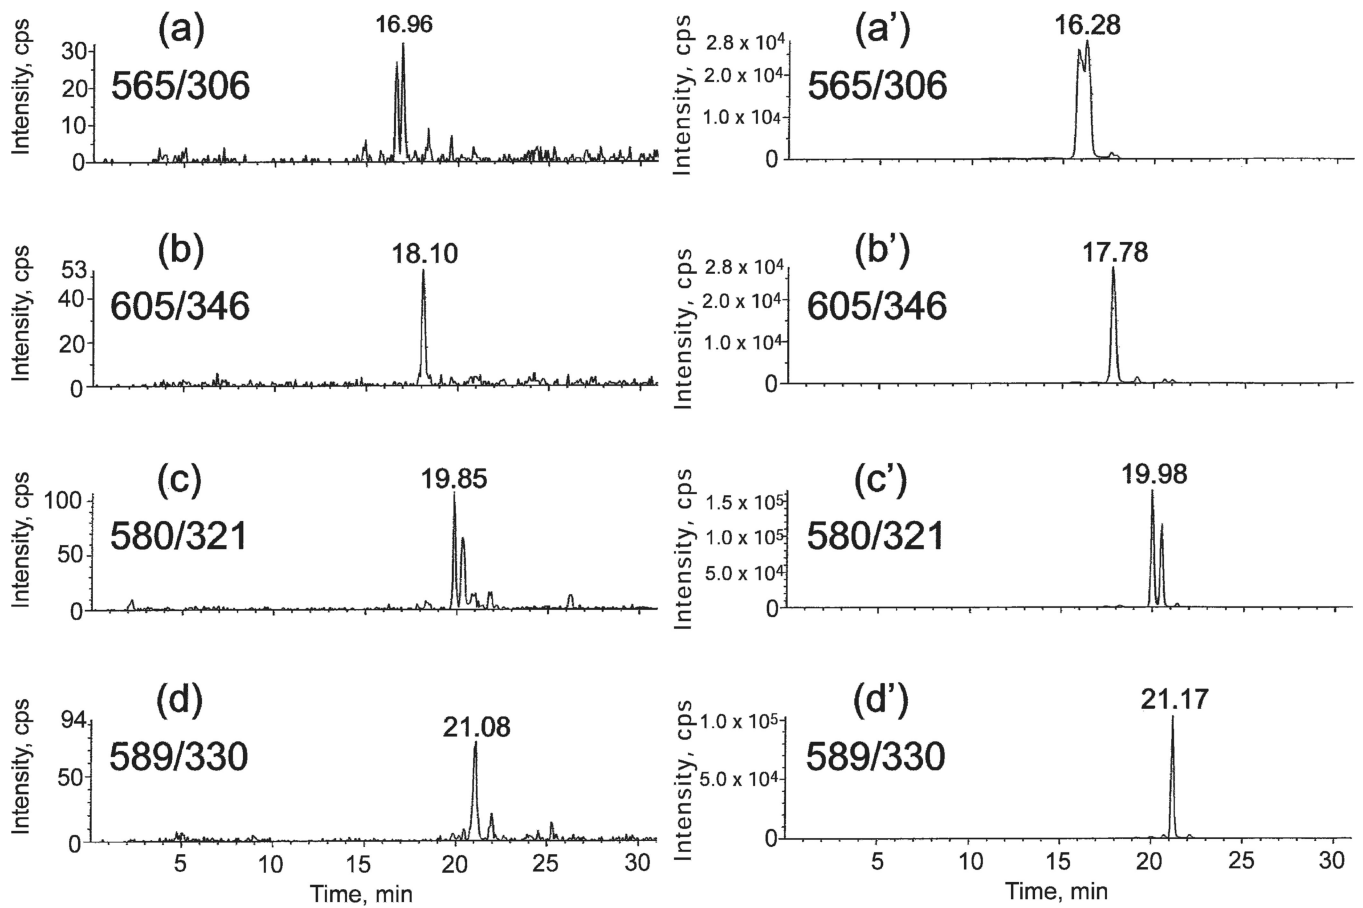 (a)
16.96
565/306
Intensity, cps
30
20
10
0
(a’)
16.28
565/306
Intensity, cps
2.8 x 10⁴
2.0 x 10⁴
1.0 x 10⁴
0
(b)
18.10
605/346
Intensity, cps
53
40
20
0
(b’)
17.78
605/346
Intensity, cps
2.8 x 10⁴
2.0 x 10⁴
1.0 x 10⁴
0
(c)
19.85
580/321
Intensity, cps
100
50
0
(c’)
19.98
580/321
Intensity, cps
1.5 x 10⁵
1.0 x 10⁵
5.0 x 10⁴
0
(d)
21.08
589/330
Intensity, cps
94
50
0
5 10 15 20 25 30
Time, min
(d’)
21.17
589/330
Intensity, cps
1.0 x 10⁵
5.0 x 10⁴
0
5 10 15 20 25 30
Time, min